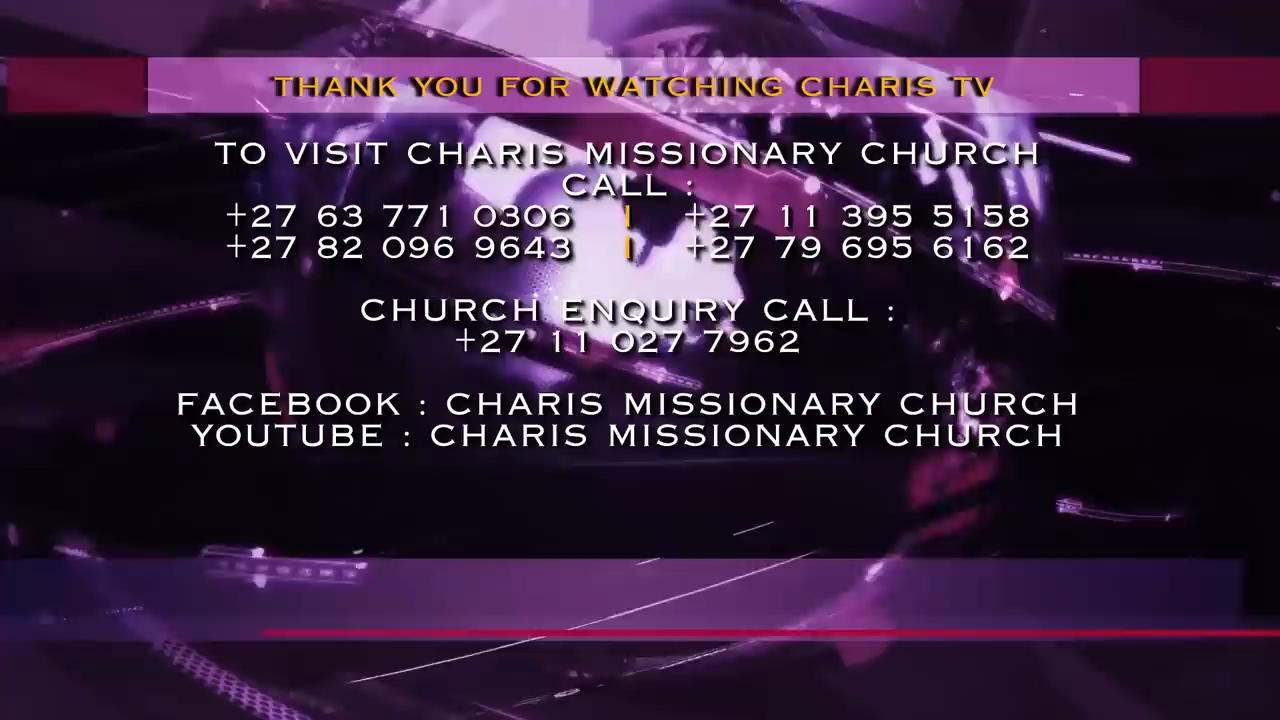 THANK YOU FOR WATCHING CHARIS TV
TO VISIT CHARIS MISSIONARY CHURCH
CALL :
+27 63 771 0306 | +27 11 395 5158
+27 82 096 9643 | +27 79 695 6162
CHURCH ENQUIRY CALL :
+27 11 027 7962
FACEBOOK : CHARIS MISSIONARY CHURCH
YOUTUBE : CHARIS MISSIONARY CHURCH